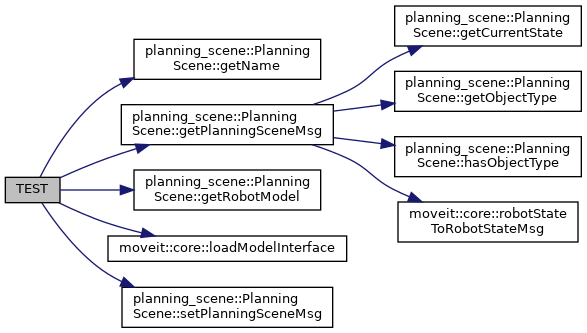 TEST
planning_scene::Planning
Scene::getName
planning_scene::Planning
Scene::getPlanningSceneMsg
planning_scene::Planning
Scene::getRobotModel
moveit::core::loadModelInterface
planning_scene::Planning
Scene::setPlanningSceneMsg
planning_scene::Planning
Scene::getCurrentState
planning_scene::Planning
Scene::getObjectType
planning_scene::Planning
Scene::hasObjectType
moveit::core::robotState
ToRobotStateMsg